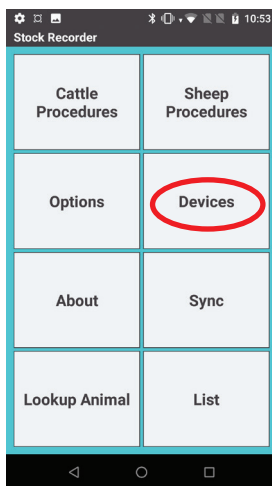 10:53
Stock Recorder
Cattle
Procedures
Sheep
Procedures
Options
Devices
About
Sync
Lookup Animal
List